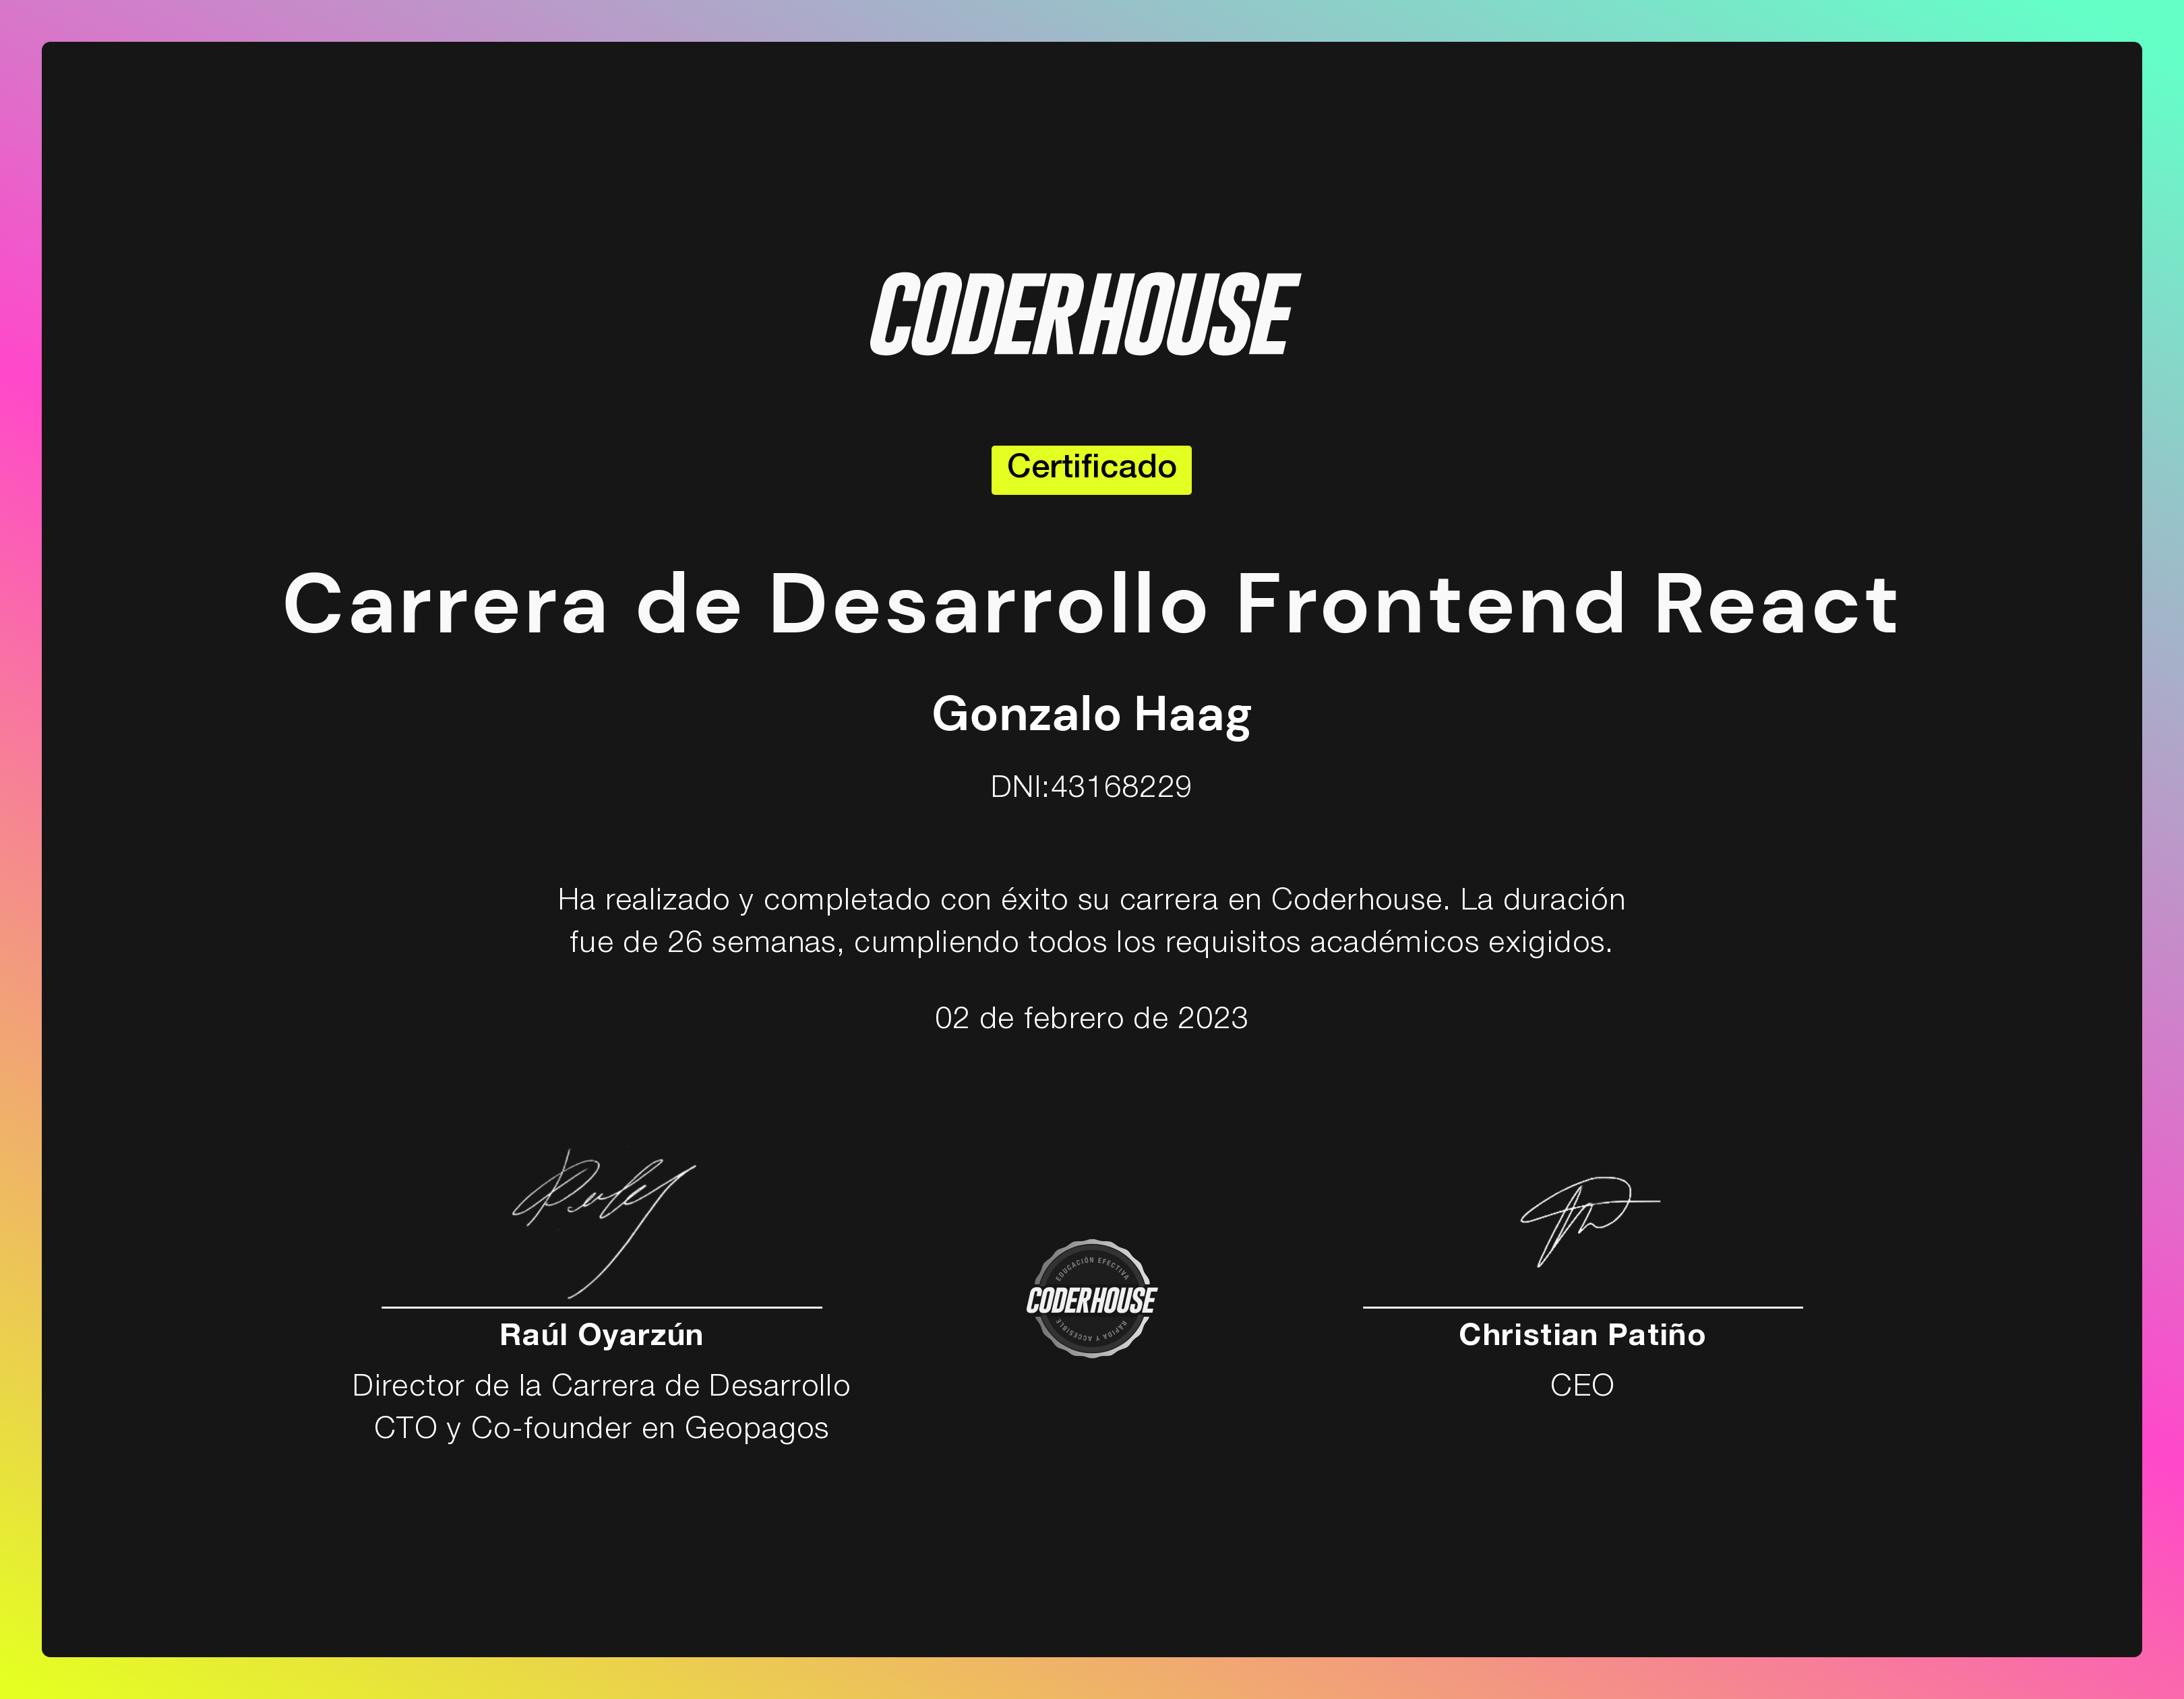 CODERHOUSE
Certificado
Carrera de Desarrollo Frontend React
Gonzalo Haag
DNI:43168229
Ha realizado y completado con éxito su carrera en Coderhouse. La duración
fue de 26 semanas, cumpliendo todos los requisitos académicos exigidos.
02 de febrero de 2023
EDUCACIÓN EFECTIVA
CODERHOUSE
RÁPIDA Y ACCESIBLE
Raúl Oyarzún
Director de la Carrera de Desarrollo
CTO y Co-founder en Geopagos
Christian Patiño
CEO